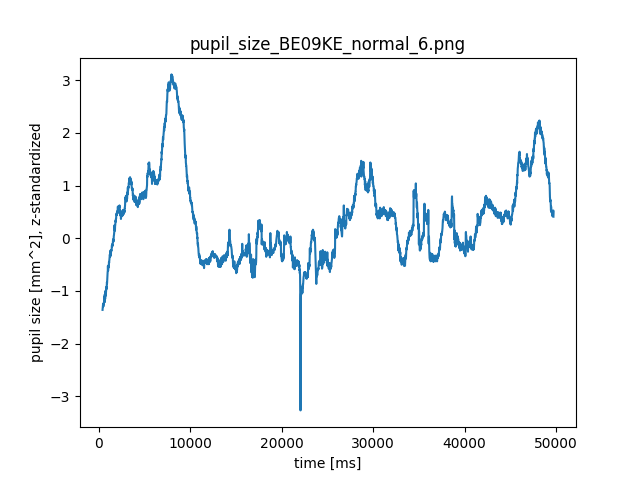 pupil_size_BE09KE_normal_6.png
pupil size [mm^2], z-standardized
3
2
1
0
−1
−2
−3
0 10000 20000 30000 40000 50000
time [ms]